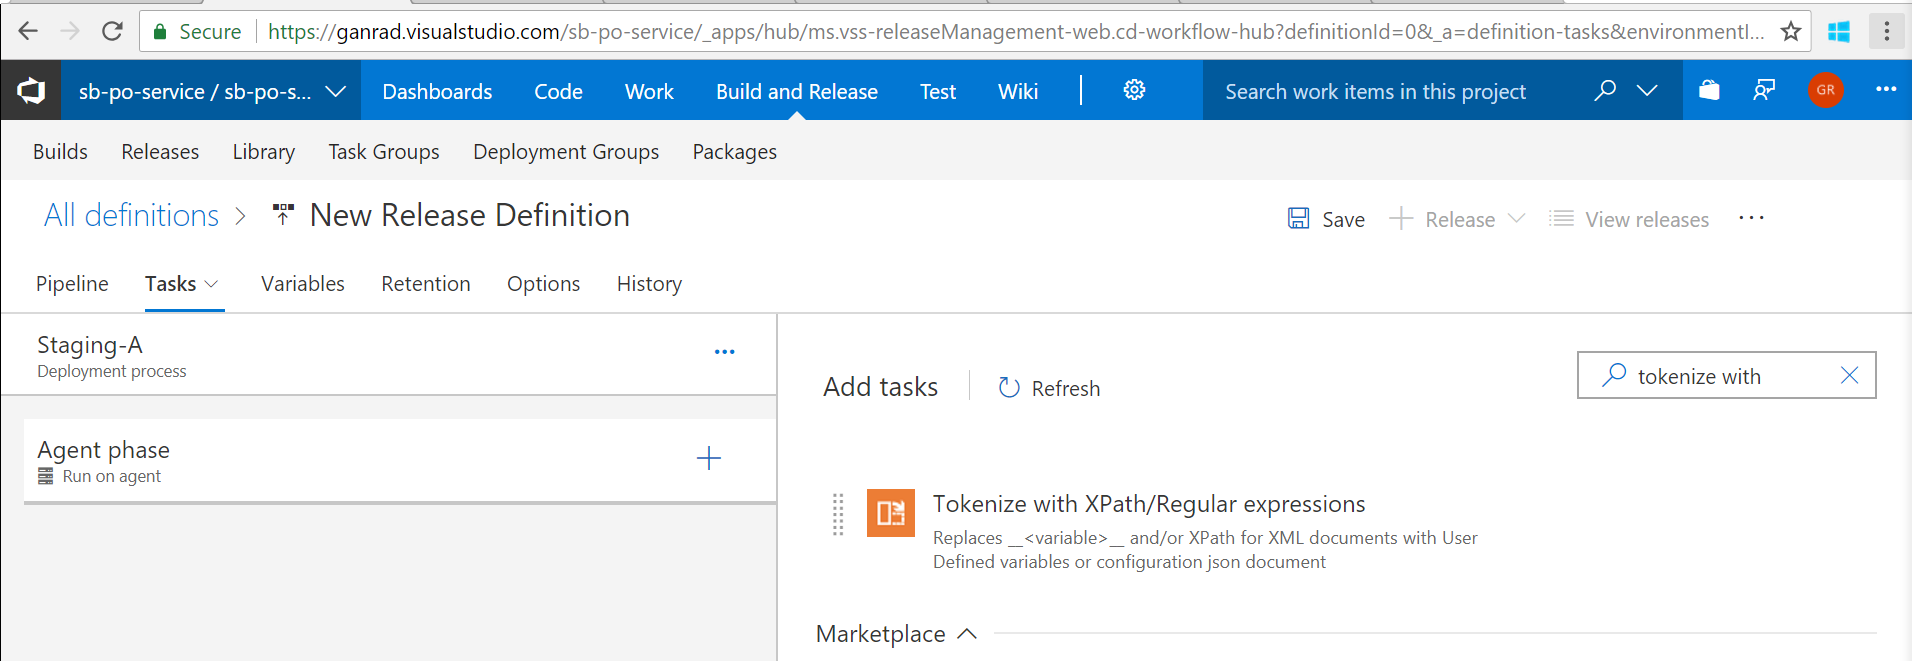 Secure https://ganrad.visualstudio.com/sb-po-service/_apps/hub/ms.vss-releaseManagement-web.cd-workflow-hub?definitionId=0&_a=definition-tasks&environmentI...
sb-po-service / sb-po-s... Dashboards Code Work Build and Release Test Wiki Search work items in this project GR
Builds Releases Library Task Groups Deployment Groups Packages
All definitions > New Release Definition Save Release View releases ...
Pipeline Tasks Variables Retention Options History
Staging-A
Deployment process
Add tasks Refresh tokenize with
Agent phase
Run on agent
Tokenize with XPath/Regular expressions
Replaces __<variable>__ and/or XPath for XML documents with User
Defined variables or configuration json document
Marketplace